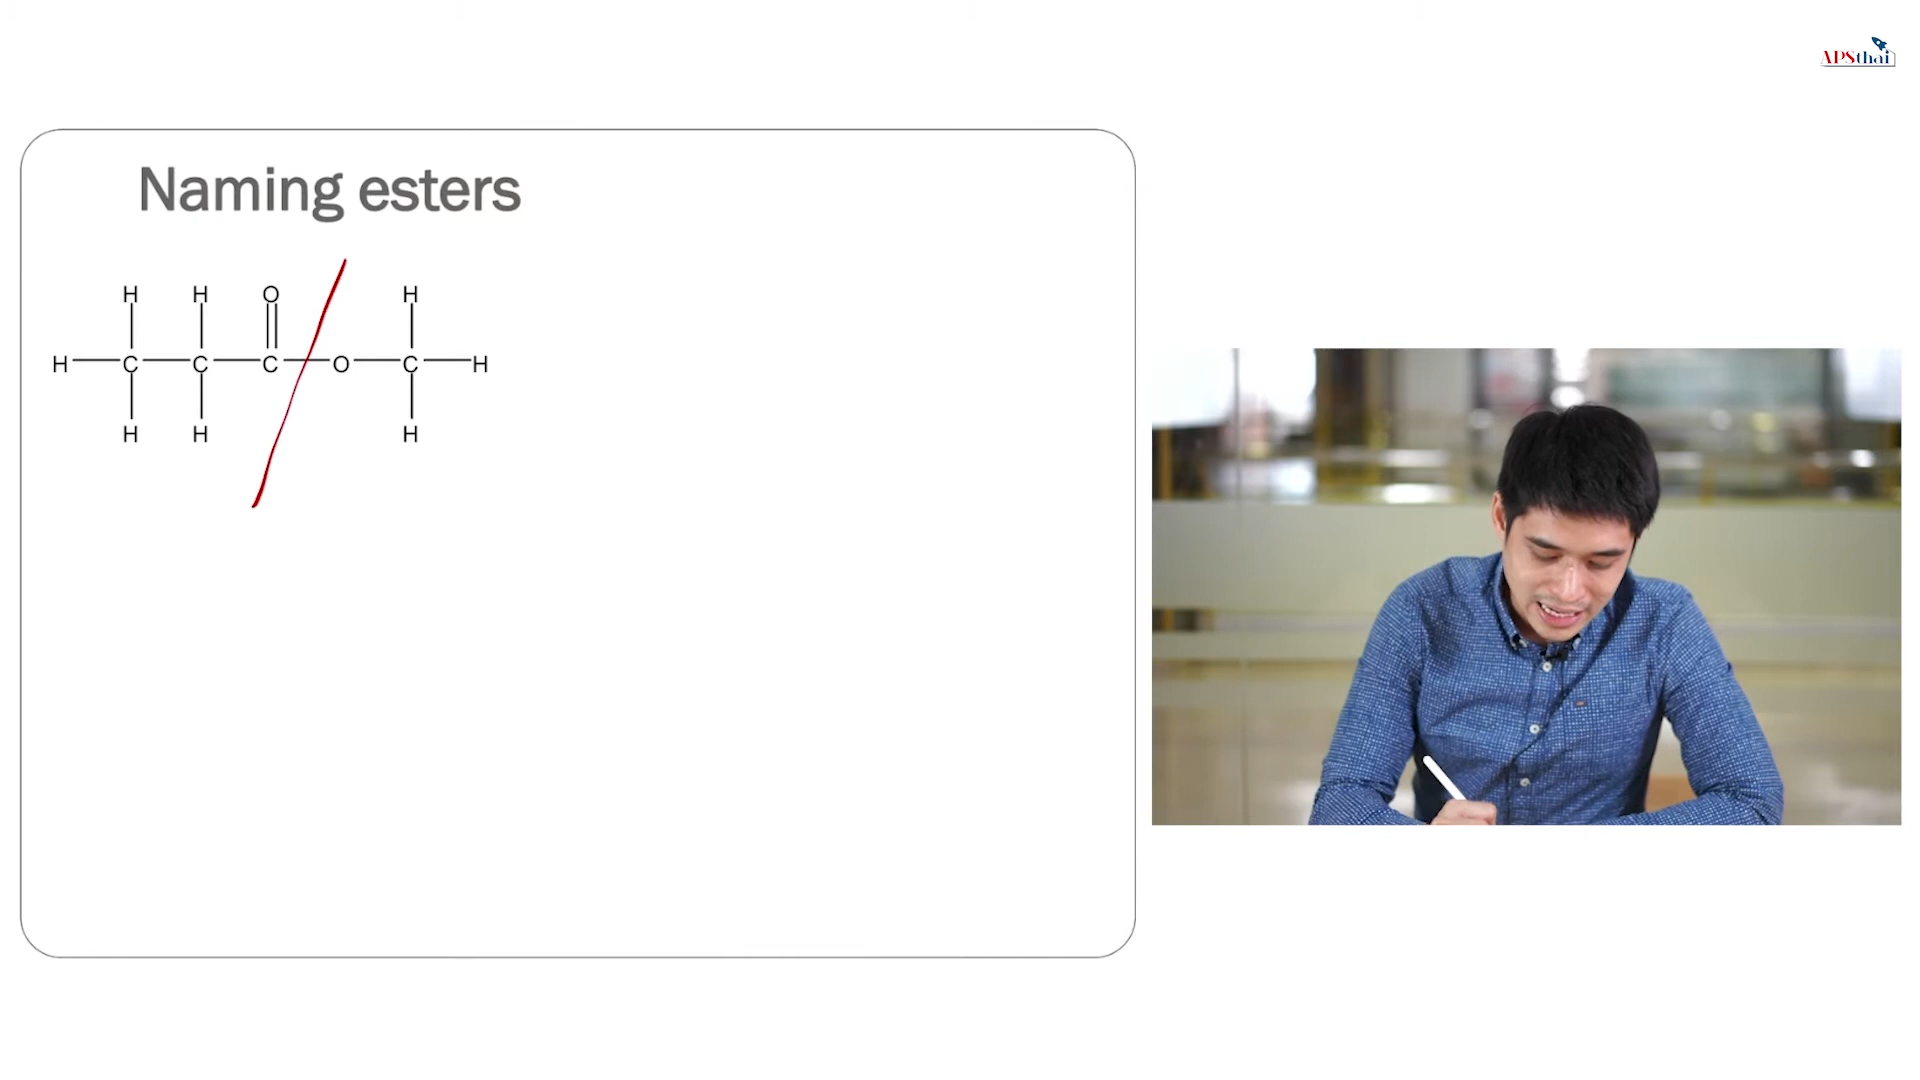 APSthai
Naming esters
H H O H
H C C C O C H
H H H